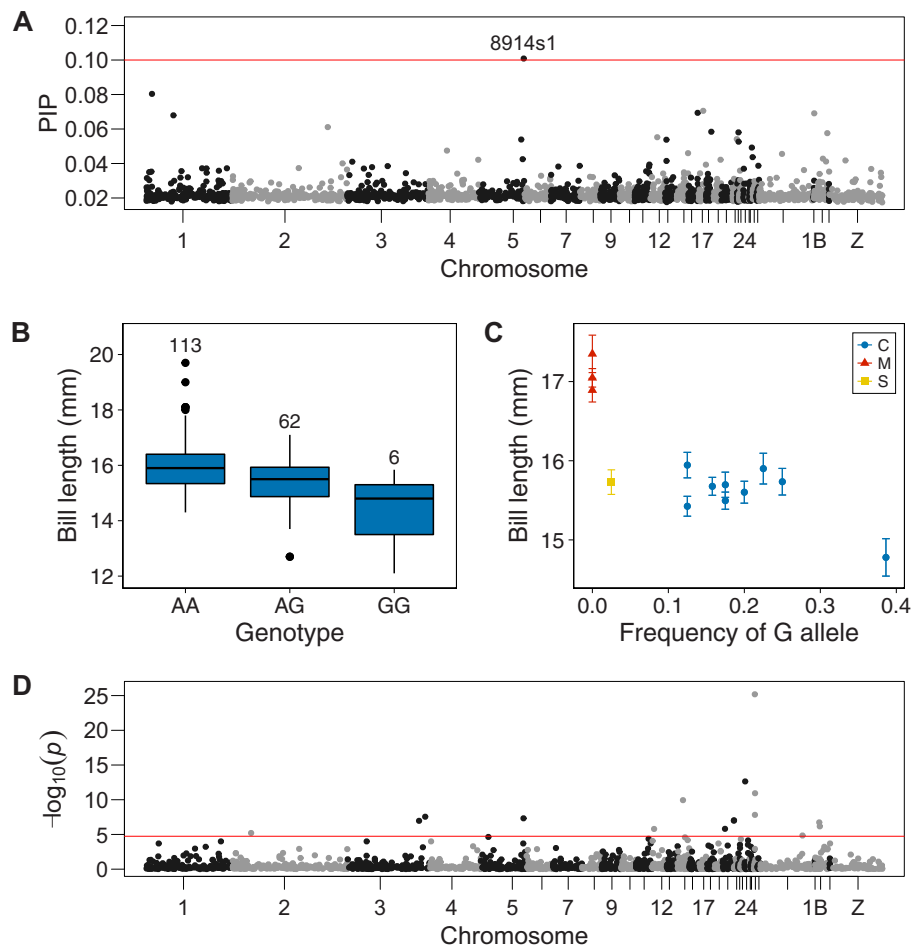 A
PIP
0.12
0.10
0.08
0.06
0.04
0.02
8914s1
1 2 3 4 5 7 9 12 17 24 1B Z
Chromosome
B
Bill length (mm)
20
18
16
14
12
113
62
6
AA AG GG
Genotype
C
Bill length (mm)
17
16
15
C
M
S
0.0 0.1 0.2 0.3 0.4
Frequency of G allele
D
-log10(p)
25
20
15
10
5
0
1 2 3 4 5 7 9 12 17 24 1B Z
Chromosome